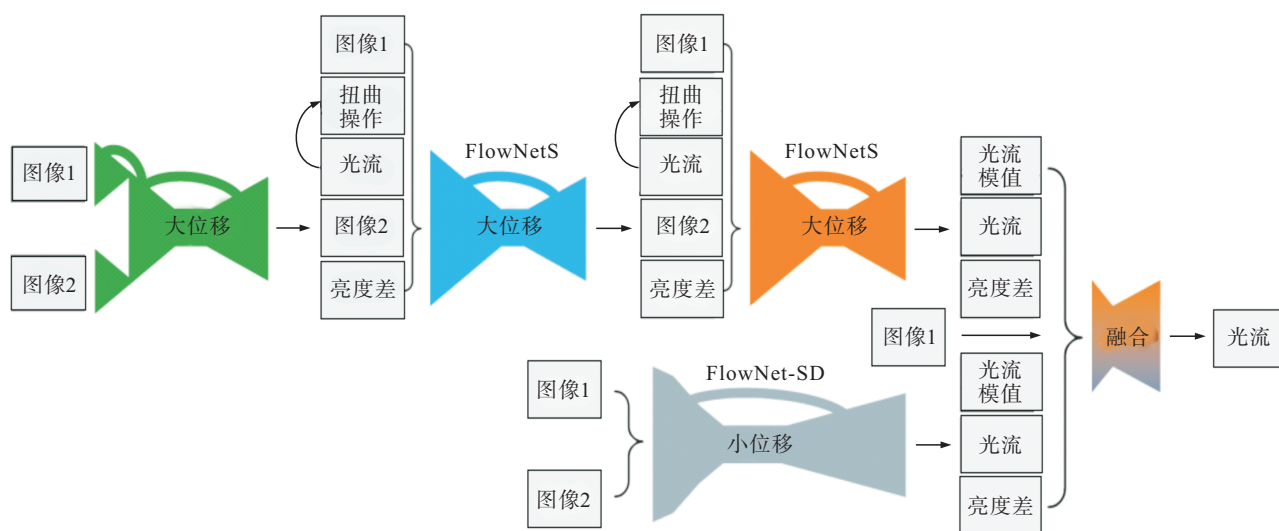 图像1
图像2
大位移
图像1
扭曲
操作
光流
图像2
亮度差
FlowNetS
大位移
图像1
扭曲
操作
光流
图像2
亮度差
FlowNetS
大位移
光流
模值
光流
亮度差
图像1
图像1
图像2
FlowNet-SD
小位移
光流
模值
光流
亮度差
融合
光流